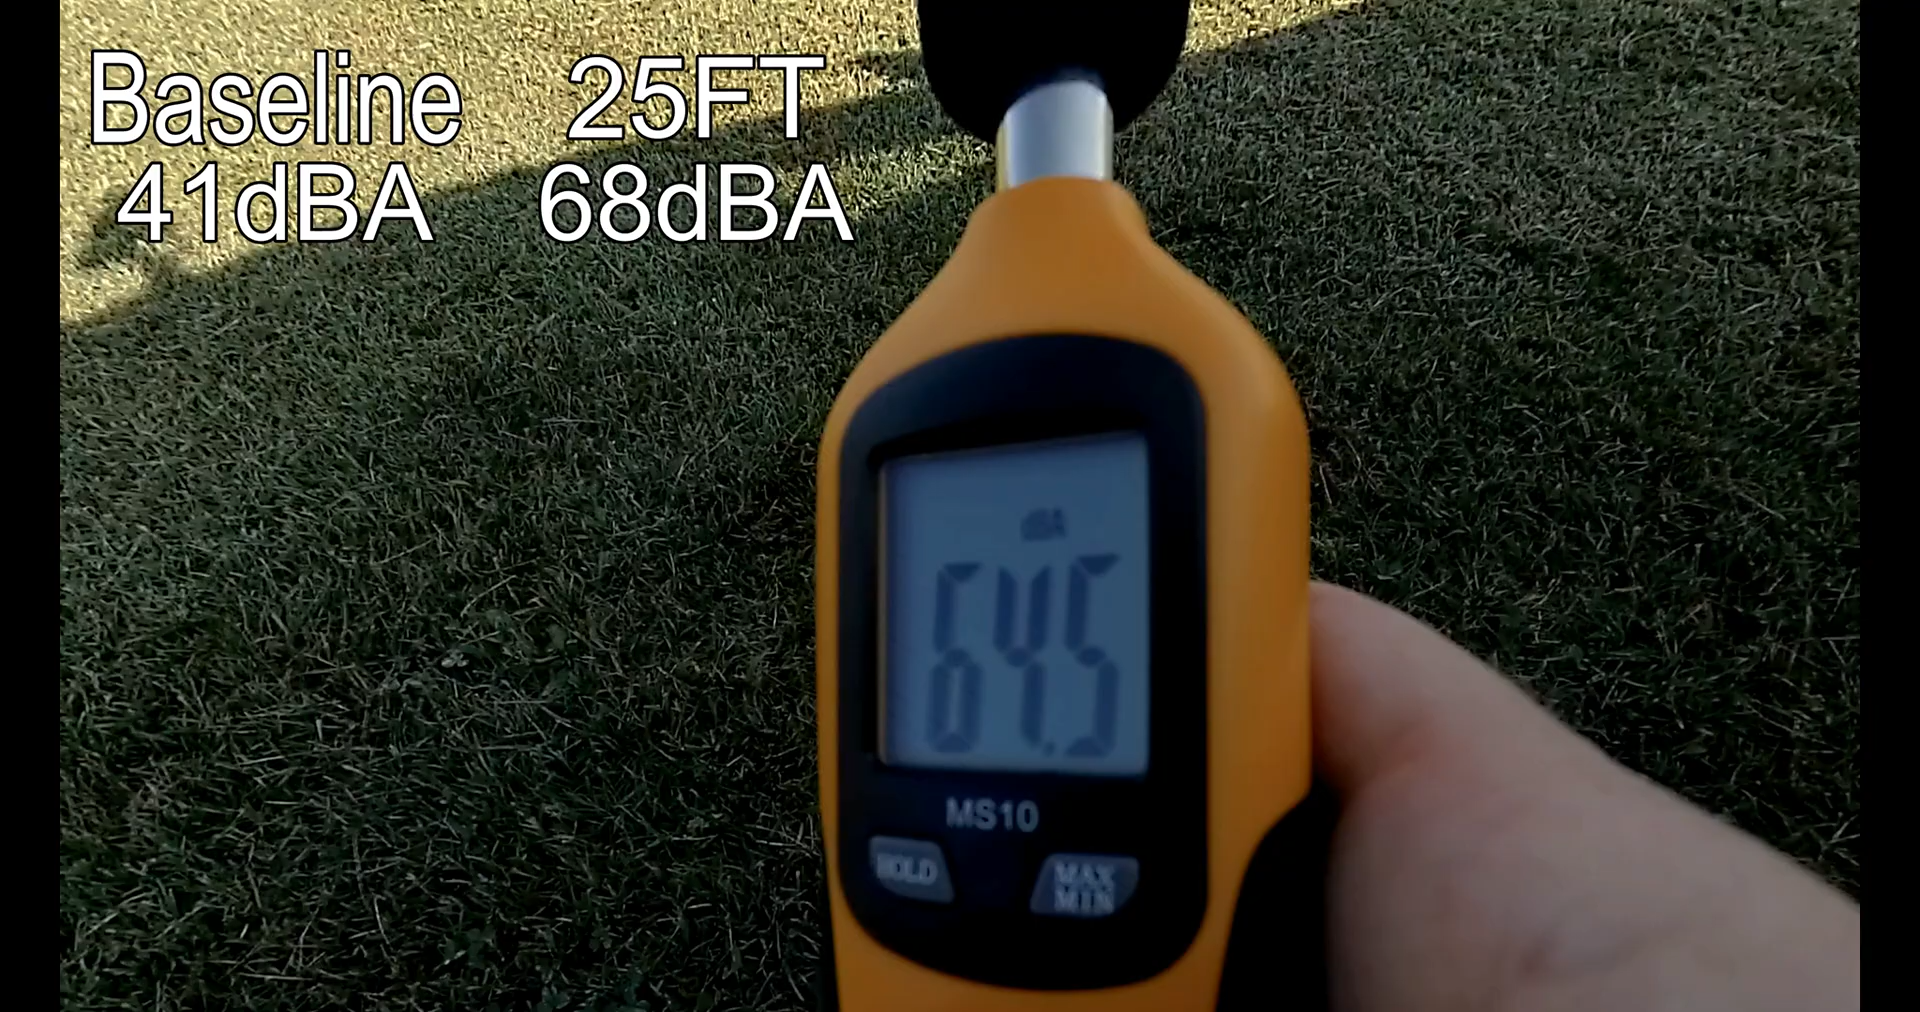 Baseline 25FT
41dBA 68dBA
dBA
64.5
MS10
HOLD
MAX
MIN